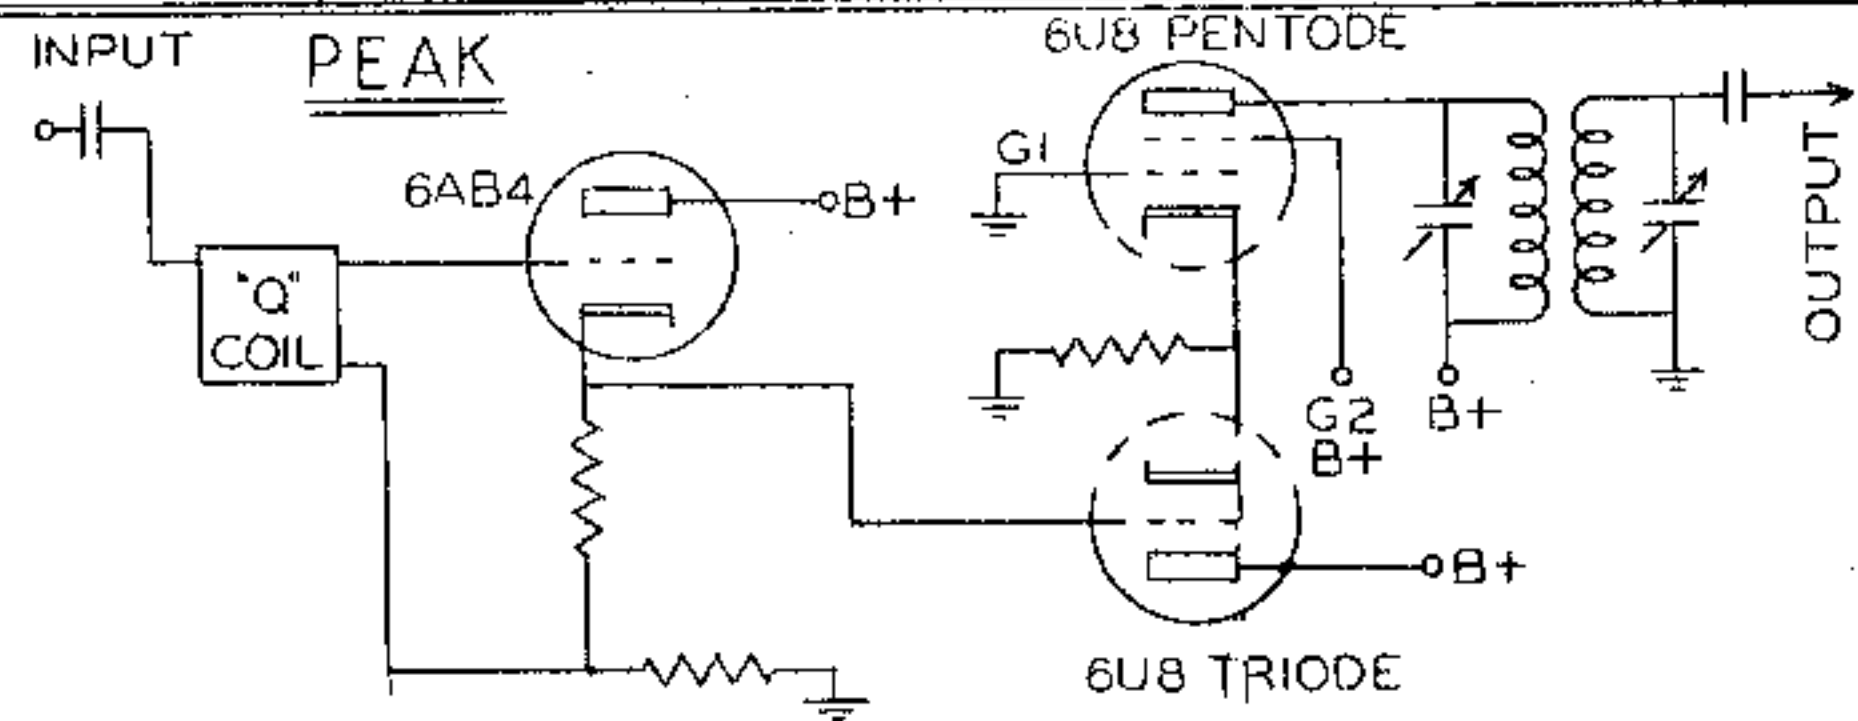 INPUT
PEAK
6U8 PENTODE
6AB4
B+
G1
"Q"
COIL
OUTPUT
G2
B+
B+
B+
6U8 TRIODE